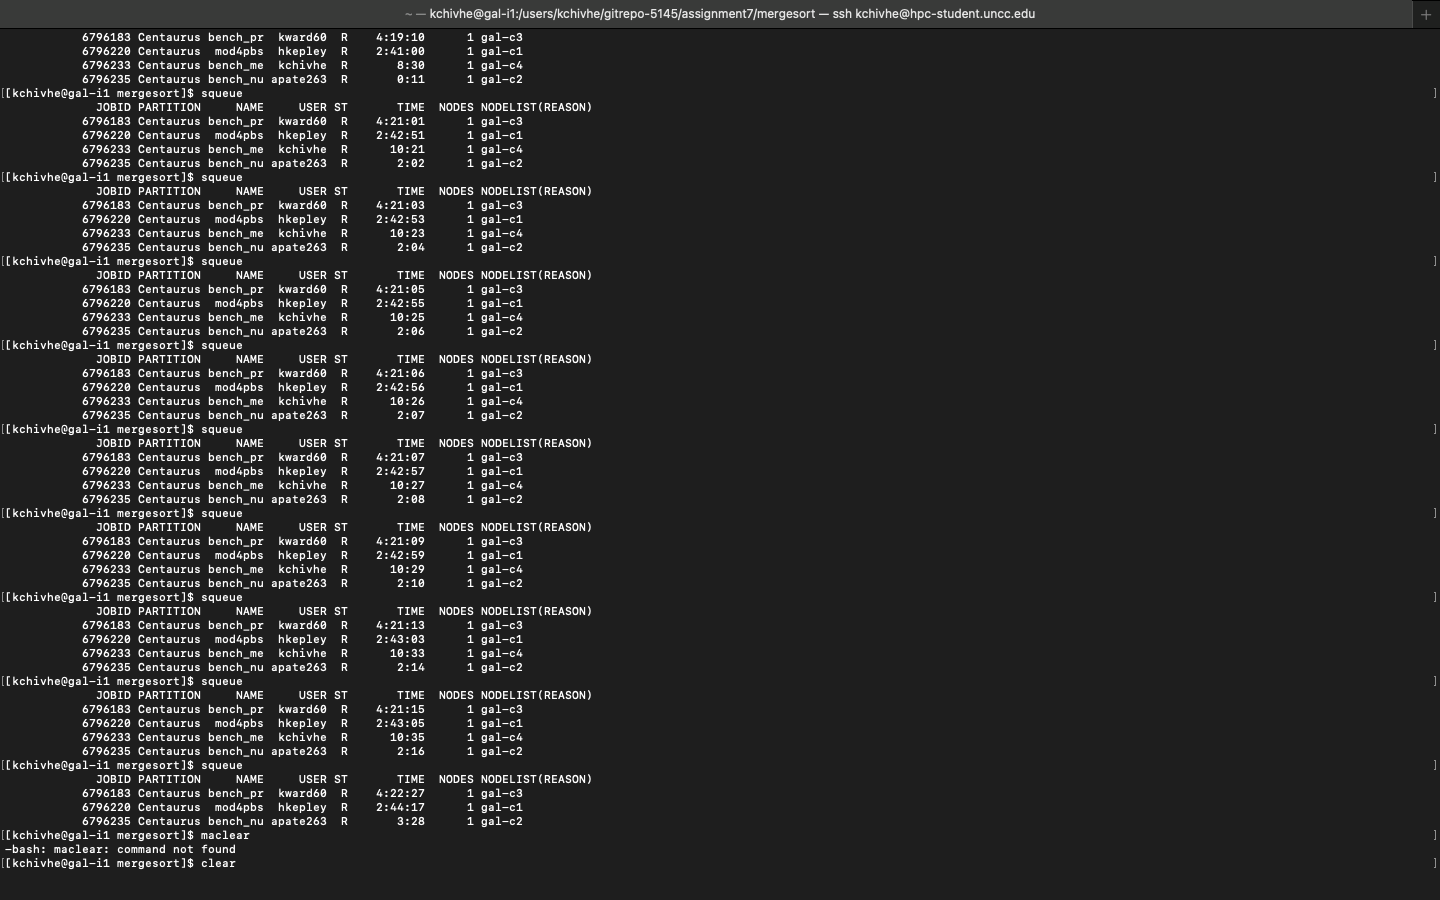 ~ — kchivhe@gal-i1:/users/kchivhe/gitrepo-5145/assignment7/mergesort — ssh kchivhe@hpc-student.uncc.edu +
6796183 Centaurus bench_pr kward60 R 4:19:10 1 gal-c3
6796220 Centaurus mod4pbs hkepley R 2:41:00 1 gal-c1
6796233 Centaurus bench_me kchivhe R 8:30 1 gal-c4
6796235 Centaurus bench_nu apate263 R 0:11 1 gal-c2
[[kchivhe@gal-i1 mergesort]$ squeue ]
JOBID PARTITION NAME USER ST TIME NODES NODELIST(REASON)
6796183 Centaurus bench_pr kward60 R 4:21:01 1 gal-c3
6796220 Centaurus mod4pbs hkepley R 2:42:51 1 gal-c1
6796233 Centaurus bench_me kchivhe R 10:21 1 gal-c4
6796235 Centaurus bench_nu apate263 R 2:02 1 gal-c2
[[kchivhe@gal-i1 mergesort]$ squeue ]
JOBID PARTITION NAME USER ST TIME NODES NODELIST(REASON)
6796183 Centaurus bench_pr kward60 R 4:21:03 1 gal-c3
6796220 Centaurus mod4pbs hkepley R 2:42:53 1 gal-c1
6796233 Centaurus bench_me kchivhe R 10:23 1 gal-c4
6796235 Centaurus bench_nu apate263 R 2:04 1 gal-c2
[[kchivhe@gal-i1 mergesort]$ squeue ]
JOBID PARTITION NAME USER ST TIME NODES NODELIST(REASON)
6796183 Centaurus bench_pr kward60 R 4:21:05 1 gal-c3
6796220 Centaurus mod4pbs hkepley R 2:42:55 1 gal-c1
6796233 Centaurus bench_me kchivhe R 10:25 1 gal-c4
6796235 Centaurus bench_nu apate263 R 2:06 1 gal-c2
[[kchivhe@gal-i1 mergesort]$ squeue ]
JOBID PARTITION NAME USER ST TIME NODES NODELIST(REASON)
6796183 Centaurus bench_pr kward60 R 4:21:06 1 gal-c3
6796220 Centaurus mod4pbs hkepley R 2:42:56 1 gal-c1
6796233 Centaurus bench_me kchivhe R 10:26 1 gal-c4
6796235 Centaurus bench_nu apate263 R 2:07 1 gal-c2
[[kchivhe@gal-i1 mergesort]$ squeue ]
JOBID PARTITION NAME USER ST TIME NODES NODELIST(REASON)
6796183 Centaurus bench_pr kward60 R 4:21:07 1 gal-c3
6796220 Centaurus mod4pbs hkepley R 2:42:57 1 gal-c1
6796233 Centaurus bench_me kchivhe R 10:27 1 gal-c4
6796235 Centaurus bench_nu apate263 R 2:08 1 gal-c2
[[kchivhe@gal-i1 mergesort]$ squeue ]
JOBID PARTITION NAME USER ST TIME NODES NODELIST(REASON)
6796183 Centaurus bench_pr kward60 R 4:21:09 1 gal-c3
6796220 Centaurus mod4pbs hkepley R 2:42:59 1 gal-c1
6796233 Centaurus bench_me kchivhe R 10:29 1 gal-c4
6796235 Centaurus bench_nu apate263 R 2:10 1 gal-c2
[[kchivhe@gal-i1 mergesort]$ squeue ]
JOBID PARTITION NAME USER ST TIME NODES NODELIST(REASON)
6796183 Centaurus bench_pr kward60 R 4:21:13 1 gal-c3
6796220 Centaurus mod4pbs hkepley R 2:43:03 1 gal-c1
6796233 Centaurus bench_me kchivhe R 10:33 1 gal-c4
6796235 Centaurus bench_nu apate263 R 2:14 1 gal-c2
[[kchivhe@gal-i1 mergesort]$ squeue ]
JOBID PARTITION NAME USER ST TIME NODES NODELIST(REASON)
6796183 Centaurus bench_pr kward60 R 4:21:15 1 gal-c3
6796220 Centaurus mod4pbs hkepley R 2:43:05 1 gal-c1
6796233 Centaurus bench_me kchivhe R 10:35 1 gal-c4
6796235 Centaurus bench_nu apate263 R 2:16 1 gal-c2
[[kchivhe@gal-i1 mergesort]$ squeue ]
JOBID PARTITION NAME USER ST TIME NODES NODELIST(REASON)
6796183 Centaurus bench_pr kward60 R 4:22:27 1 gal-c3
6796220 Centaurus mod4pbs hkepley R 2:44:17 1 gal-c1
6796235 Centaurus bench_nu apate263 R 3:28 1 gal-c2
[[kchivhe@gal-i1 mergesort]$ maclear ]
-bash: maclear: command not found
[[kchivhe@gal-i1 mergesort]$ clear ]